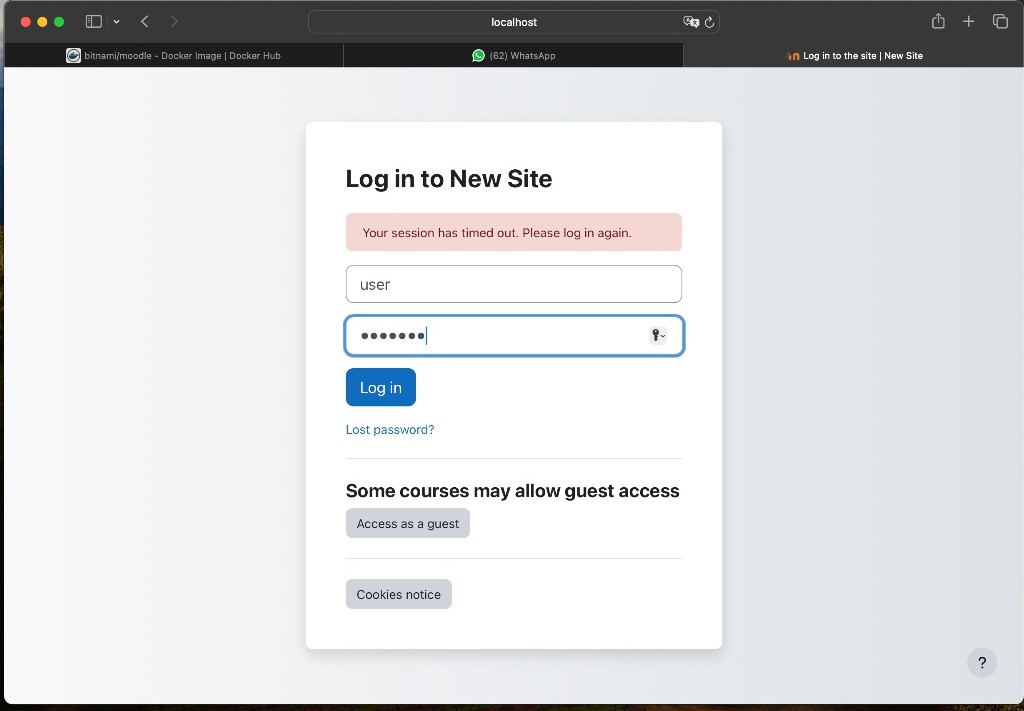 localhost
bitnami/moodle - Docker Image | Docker Hub
(62) WhatsApp
Log in to the site | New Site
Log in to New Site
Your session has timed out. Please log in again.
user
•••••••
Log in
Lost password?
Some courses may allow guest access
Access as a guest
Cookies notice
?